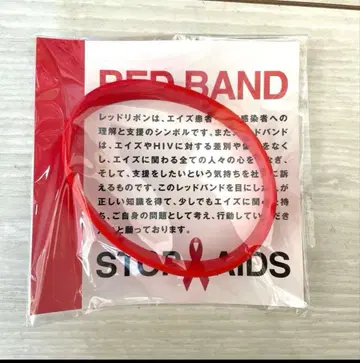 RED BAND
レッドリボンは、エイズ患者 感染者への
理解と支援のシンボルです。また、 ッドバンド
は、エイズやHIVに対する差別や をなく
し、エイズに関わる全ての人々の心を なぎ、
そして、支援をしたいという気持ちを社 に訴
えるものです。このレッドバンドを目にし
正しい知識を得て、少しでもエイズに関 持
ち、ご自身の問題として考え、行動してい だき
と願っております。
STOP AIDS